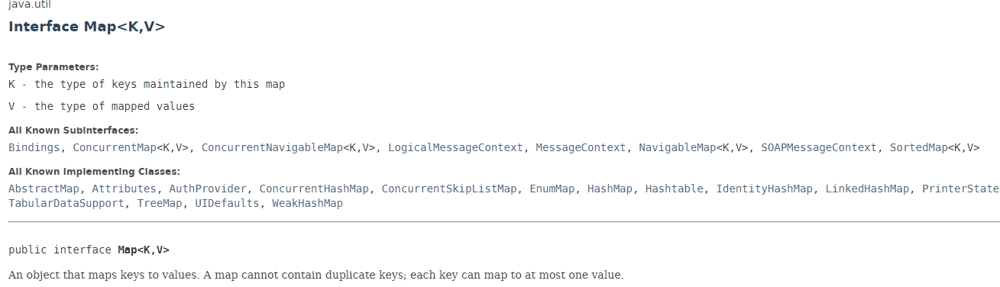 java.util
Interface Map<K,V>
Type Parameters:
K - the type of keys maintained by this map
V - the type of mapped values
All Known Subinterfaces:
Bindings, ConcurrentMap<K,V>, ConcurrentNavigableMap<K,V>, LogicalMessageContext, MessageContext, NavigableMap<K,V>, SOAPMessageContext, SortedMap<K,V>
All Known Implementing Classes:
AbstractMap, Attributes, AuthProvider, ConcurrentHashMap, ConcurrentSkipListMap, EnumMap, HashMap, Hashtable, IdentityHashMap, LinkedHashMap, PrinterState
TabularDataSupport, TreeMap, UIDefaults, WeakHashMap
public interface Map<K,V>
An object that maps keys to values. A map cannot contain duplicate keys; each key can map to at most one value.